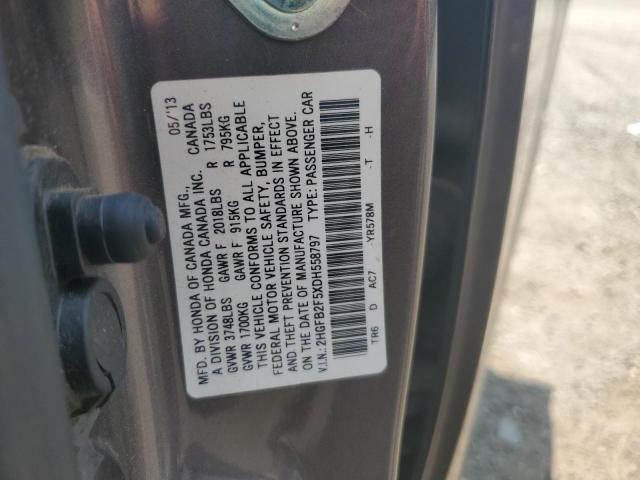 MFD. BY HONDA OF CANADA MFG., 05/'13
A DIVISION OF HONDA CANADA INC. CANADA
GVWR 3748LBS GAWR F 2018LBS R 1753LBS
GVWR 1700KG GAWR F 915KG R 795KG
THIS VEHICLE CONFORMS TO ALL APPLICABLE
FEDERAL MOTOR VEHICLE SAFETY, BUMPER,
AND THEFT PREVENTION STANDARDS IN EFFECT
ON THE DATE OF MANUFACTURE SHOWN ABOVE.
V.I.N.: 2HGFB2F5XDH558797 TYPE: PASSENGER CAR
TR6 D AC7 -YR578M -T -H